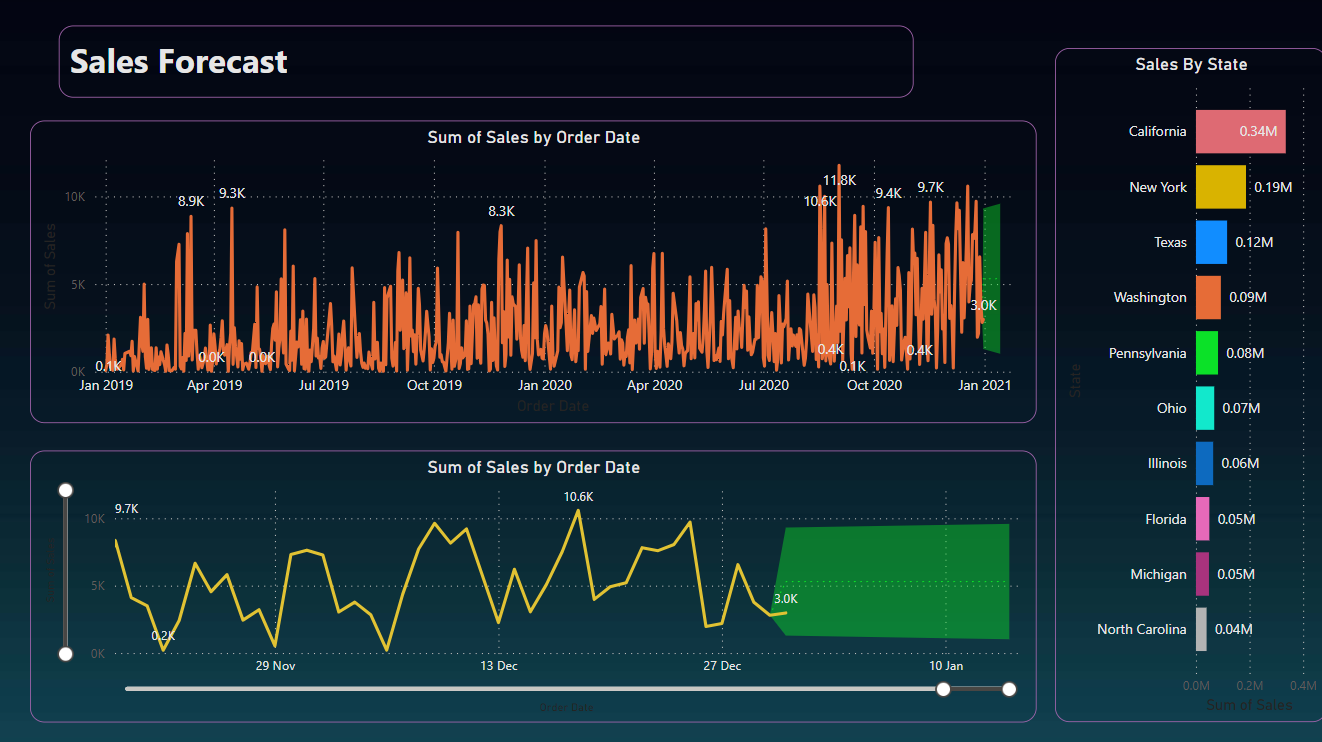 Sales Forecast
Sum of Sales by Order Date
Sum of Sales
10K
5K
0K
0.1K
8.9K
0.0K
9.3K
0.0K
8.3K
10.6K
11.8K
0.4K
0.1K
9.4K
0.4K
9.7K
3.0K
Jan 2019 Apr 2019 Jul 2019 Oct 2019 Jan 2020 Apr 2020 Jul 2020 Oct 2020 Jan 2021
Order Date
Sum of Sales by Order Date
10K
5K
0K
9.7K
0.2K
10.6K
3.0K
29 Nov 13 Dec 27 Dec 10 Jan
Order Date
Sales By State
State
California 0.34M
New York 0.19M
Texas 0.12M
Washington 0.09M
Pennsylvania 0.08M
Ohio 0.07M
Illinois 0.06M
Florida 0.05M
Michigan 0.05M
North Carolina 0.04M
0.0M 0.2M 0.4M
Sum of Sales